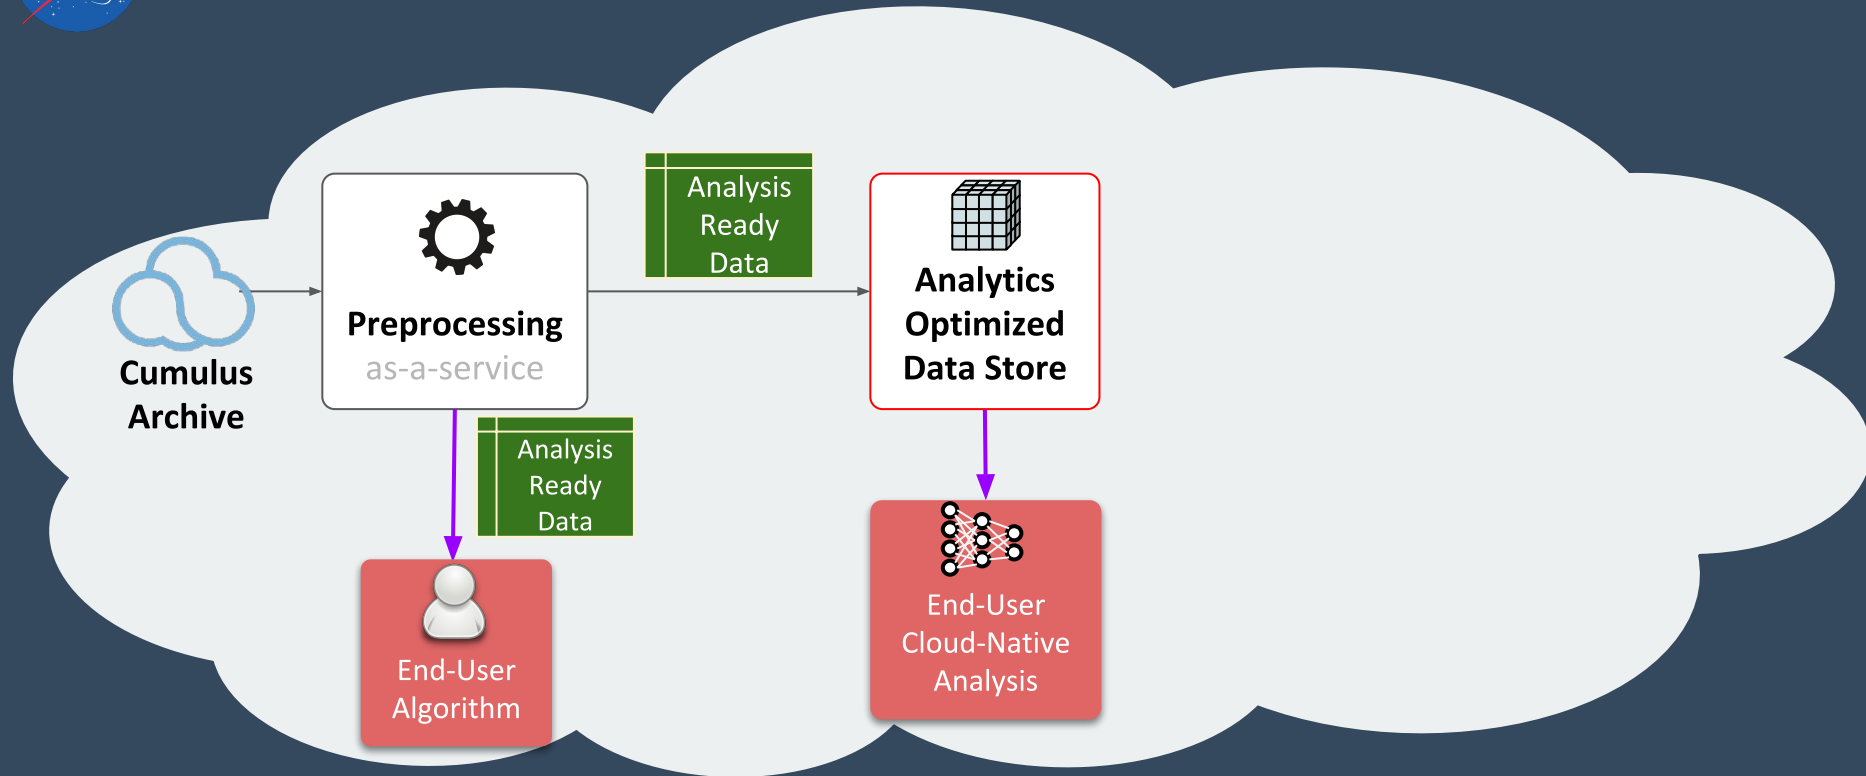 Analysis
Ready
Data
Cumulus
Archive
Preprocessing
as-a-service
Analytics
Optimized
Data Store
Analysis
Ready
Data
End-User
Algorithm
End-User
Cloud-Native
Analysis